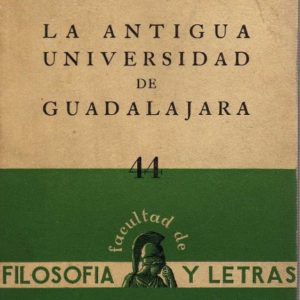 LA ANTIGUA
UNIVERSIDAD
DE
GUADALAJARA
44
facultad de
FILOSOFIA Y LETRAS